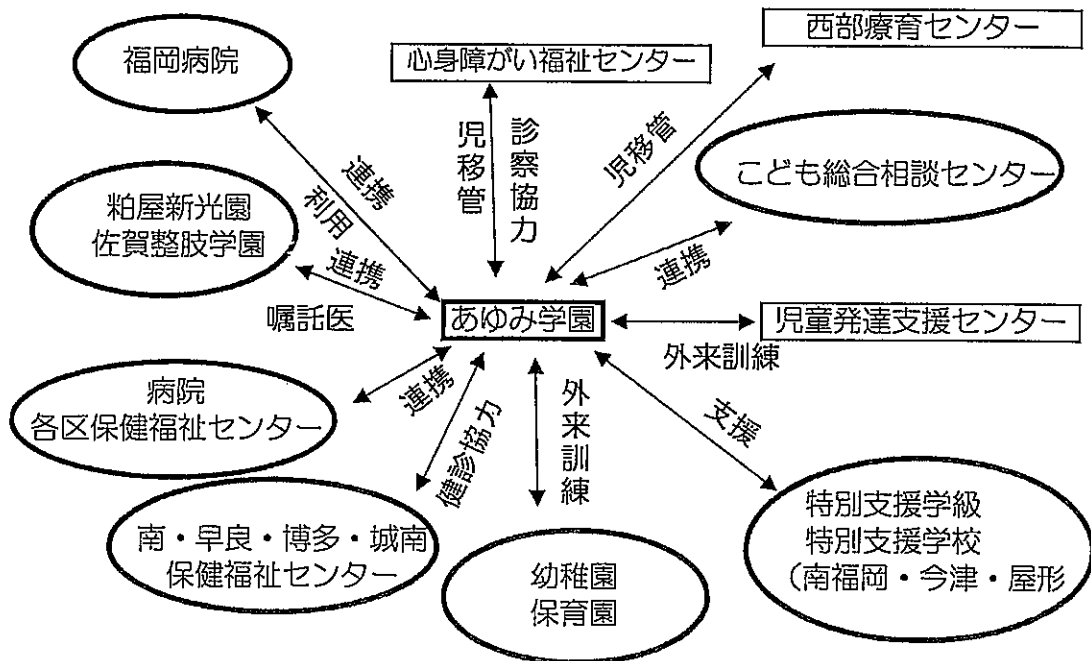 西部療育センター
福岡病院
心身障がい福祉センター
児移管
診察協力
児移管
こども総合相談センター
連携
利用
粕屋新光園
佐賀整肢学園
連携
連携
嘱託医
あゆみ学園
児童発達支援センター
外来訓練
病院
各区保健福祉センター
連携
健診協力
外来訓練
支援
南・早良・博多・城南
保健福祉センター
幼稚園
保育園
特別支援学級
特別支援学校
(南福岡・今津・屋形